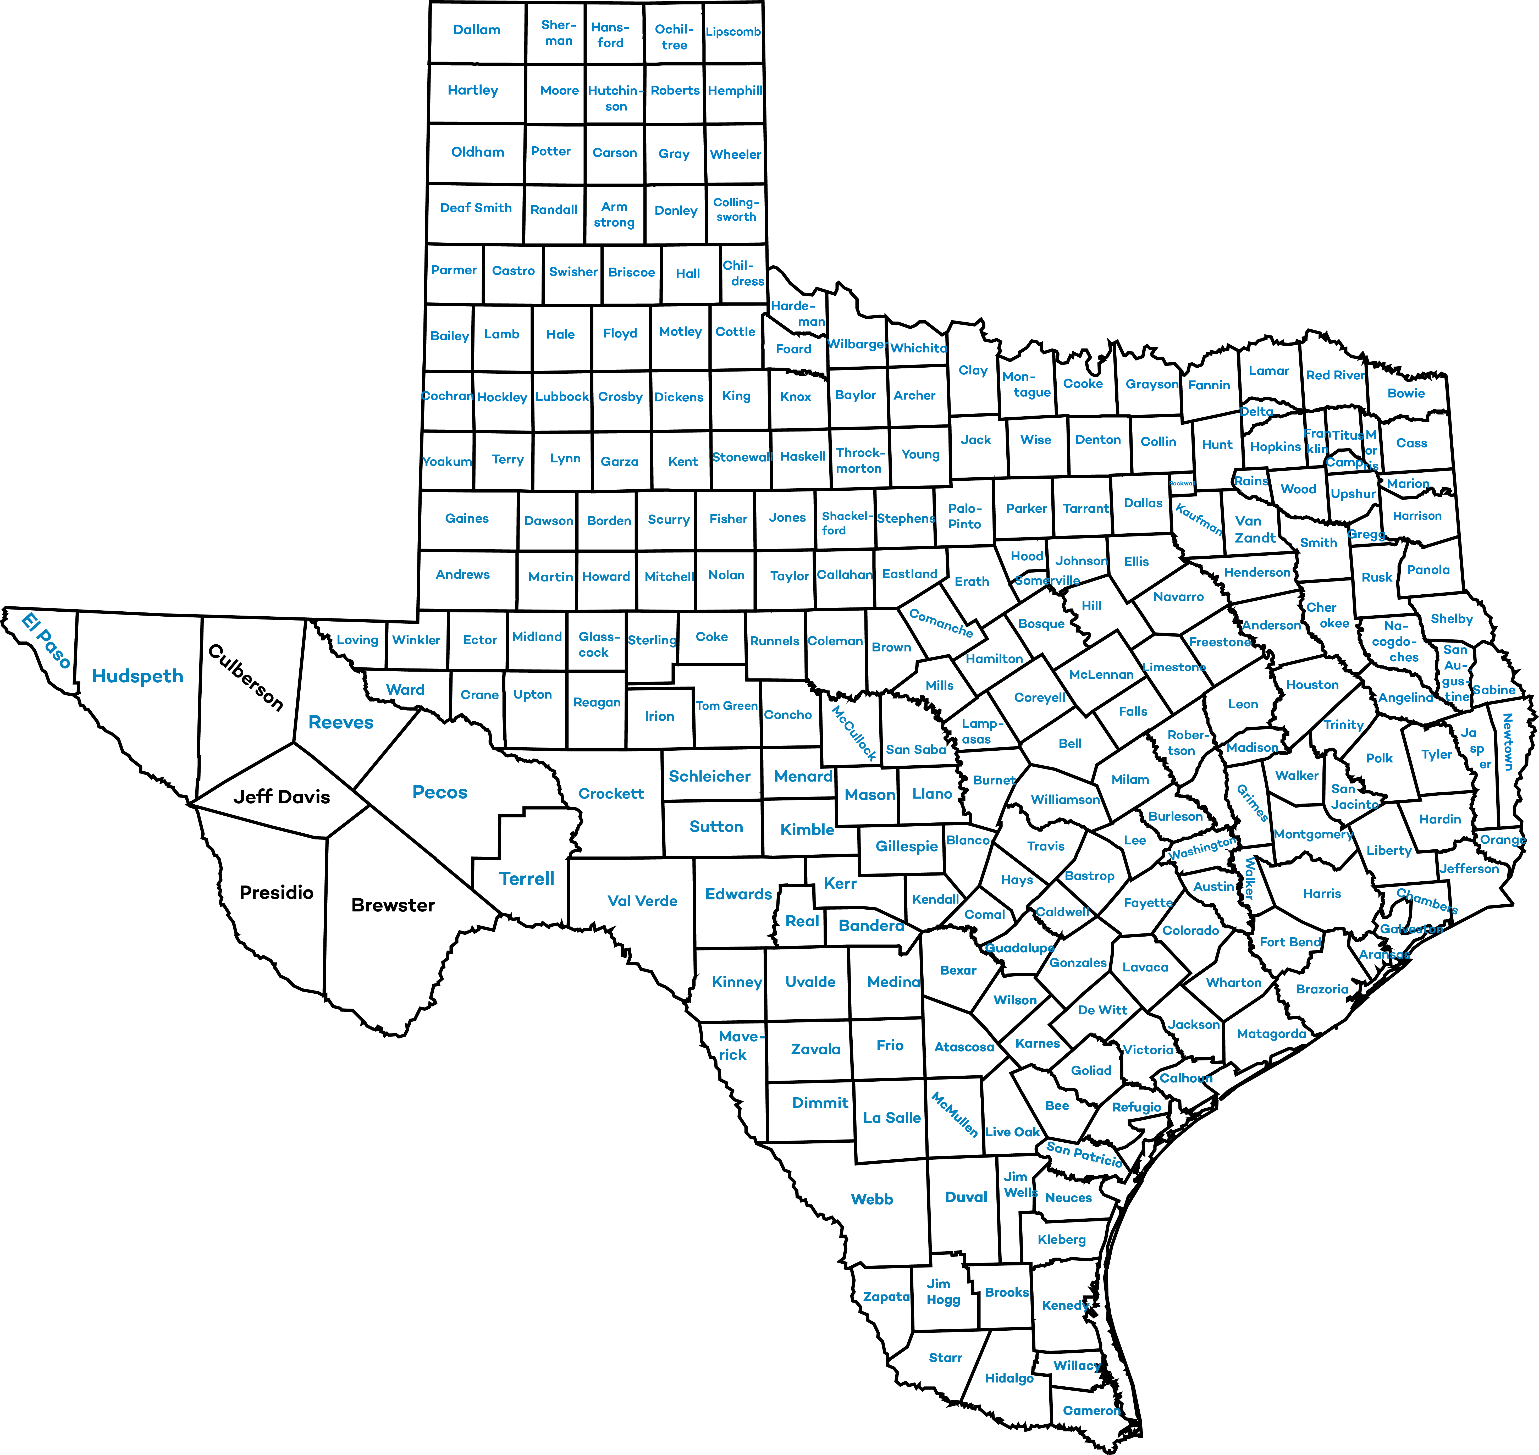 Dallam
Sher-
man
Hans-
ford
Ochil-
tree
Lipscomb
Hartley
Moore
Hutchin-
son
Roberts
Hemphill
Oldham
Potter
Carson
Gray
Wheeler
Deaf Smith
Randall
Arm
strong
Donley
Colling-
sworth
Parmer
Castro
Swisher
Briscoe
Hall
Chil-
dress
Harde-
man
Bailey
Lamb
Hale
Floyd
Motley
Cottle
Foard
Wilbarger
Whichita
Clay
Mon-
tague
Cooke
Grayson
Fannin
Lamar
Red River
Bowie
Cochran
Hockley
Lubbock
Crosby
Dickens
King
Knox
Baylor
Archer
Delta
Yoakum
Terry
Lynn
Garza
Kent
Stonewall
Haskell
Throck-
morton
Young
Jack
Wise
Denton
Collin
Hunt
Hopkins
Fran
klin
Titus
M
or
ris
Camp
Cass
Gaines
Dawson
Borden
Scurry
Fisher
Jones
Shackel-
ford
Stephens
Palo-
Pinto
Parker
Tarrant
Dallas
Kaufman
Rains
Wood
Upshur
Marion
Van
Zandt
Smith
Gregg
Harrison
Andrews
Martin
Howard
Mitchell
Nolan
Taylor
Callahan
Eastland
Erath
Hood
Somerville
Johnson
Ellis
Henderson
Rusk
Panola
El Paso
Hudspeth
Culberson
Loving
Winkler
Ector
Midland
Glass-
cock
Sterling
Coke
Runnels
Coleman
Brown
Comanche
Hamilton
Bosque
Hill
Navarro
Freestone
Anderson
Cher
okee
Na-
cogdo-
ches
Shelby
San
Au-
gus-
tine
Sabine
Reeves
Ward
Crane
Upton
Reagan
Irion
Tom Green
Concho
McCullock
San Saba
Mills
Lamp-
asas
Coryell
McLennan
Limestone
Falls
Leon
Houston
Angelina
Trinity
Jeff Davis
Pecos
Crockett
Schleicher
Menard
Mason
Llano
Burnet
Bell
Milam
Rober-
tson
Madison
Walker
San
Jacinto
Polk
Tyler
Ja
sp
er
Newtown
Presidio
Brewster
Terrell
Sutton
Kimble
Gillespie
Blanco
Williamson
Travis
Lee
Burleson
Washington
Grimes
Montgomery
Liberty
Hardin
Orange
Val Verde
Edwards
Kerr
Real
Bandera
Kendall
Hays
Comal
Caldwell
Bastrop
Fayette
Austin
Walker
Harris
Chambers
Jefferson
Galveston
Kinney
Uvalde
Medina
Bexar
Guadalupe
Gonzales
Lavaca
Colorado
Wharton
Fort Bend
Aransas
Brazoria
Mave-
rick
Zavala
Frio
Atascosa
Wilson
Karnes
De Witt
Jackson
Matagorda
Victoria
Goliad
Calhoun
Dimmit
La Salle
McMullen
Live Oak
Bee
Refugio
San Patricio
Webb
Duval
Jim
Wells
Neuces
Kleberg
Zapata
Jim
Hogg
Brooks
Kenedy
Starr
Hidalgo
Willacy
Cameron